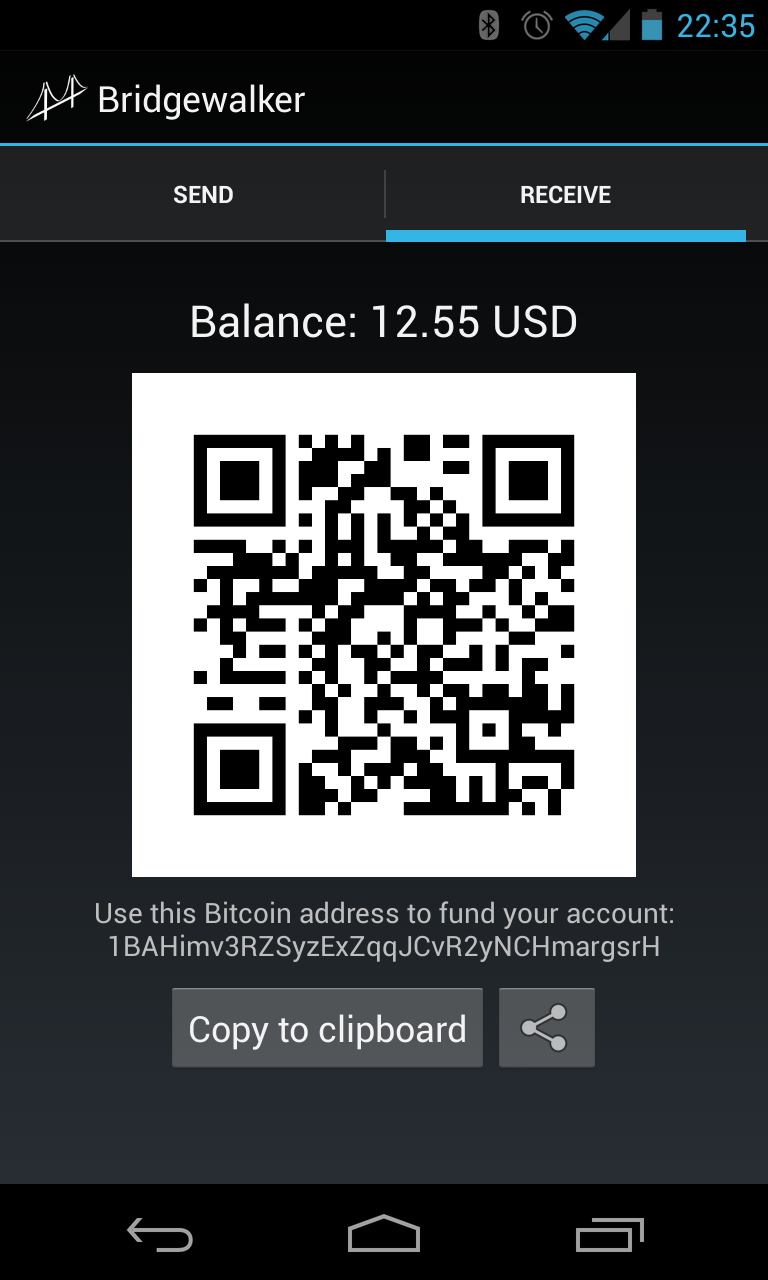 22:35
Bridgewalker
SEND
RECEIVE
Balance: 12.55 USD
Use this Bitcoin address to fund your account:
1BAHimv3RZSyzExZqqJCvR2yNCHmargsrH
Copy to clipboard